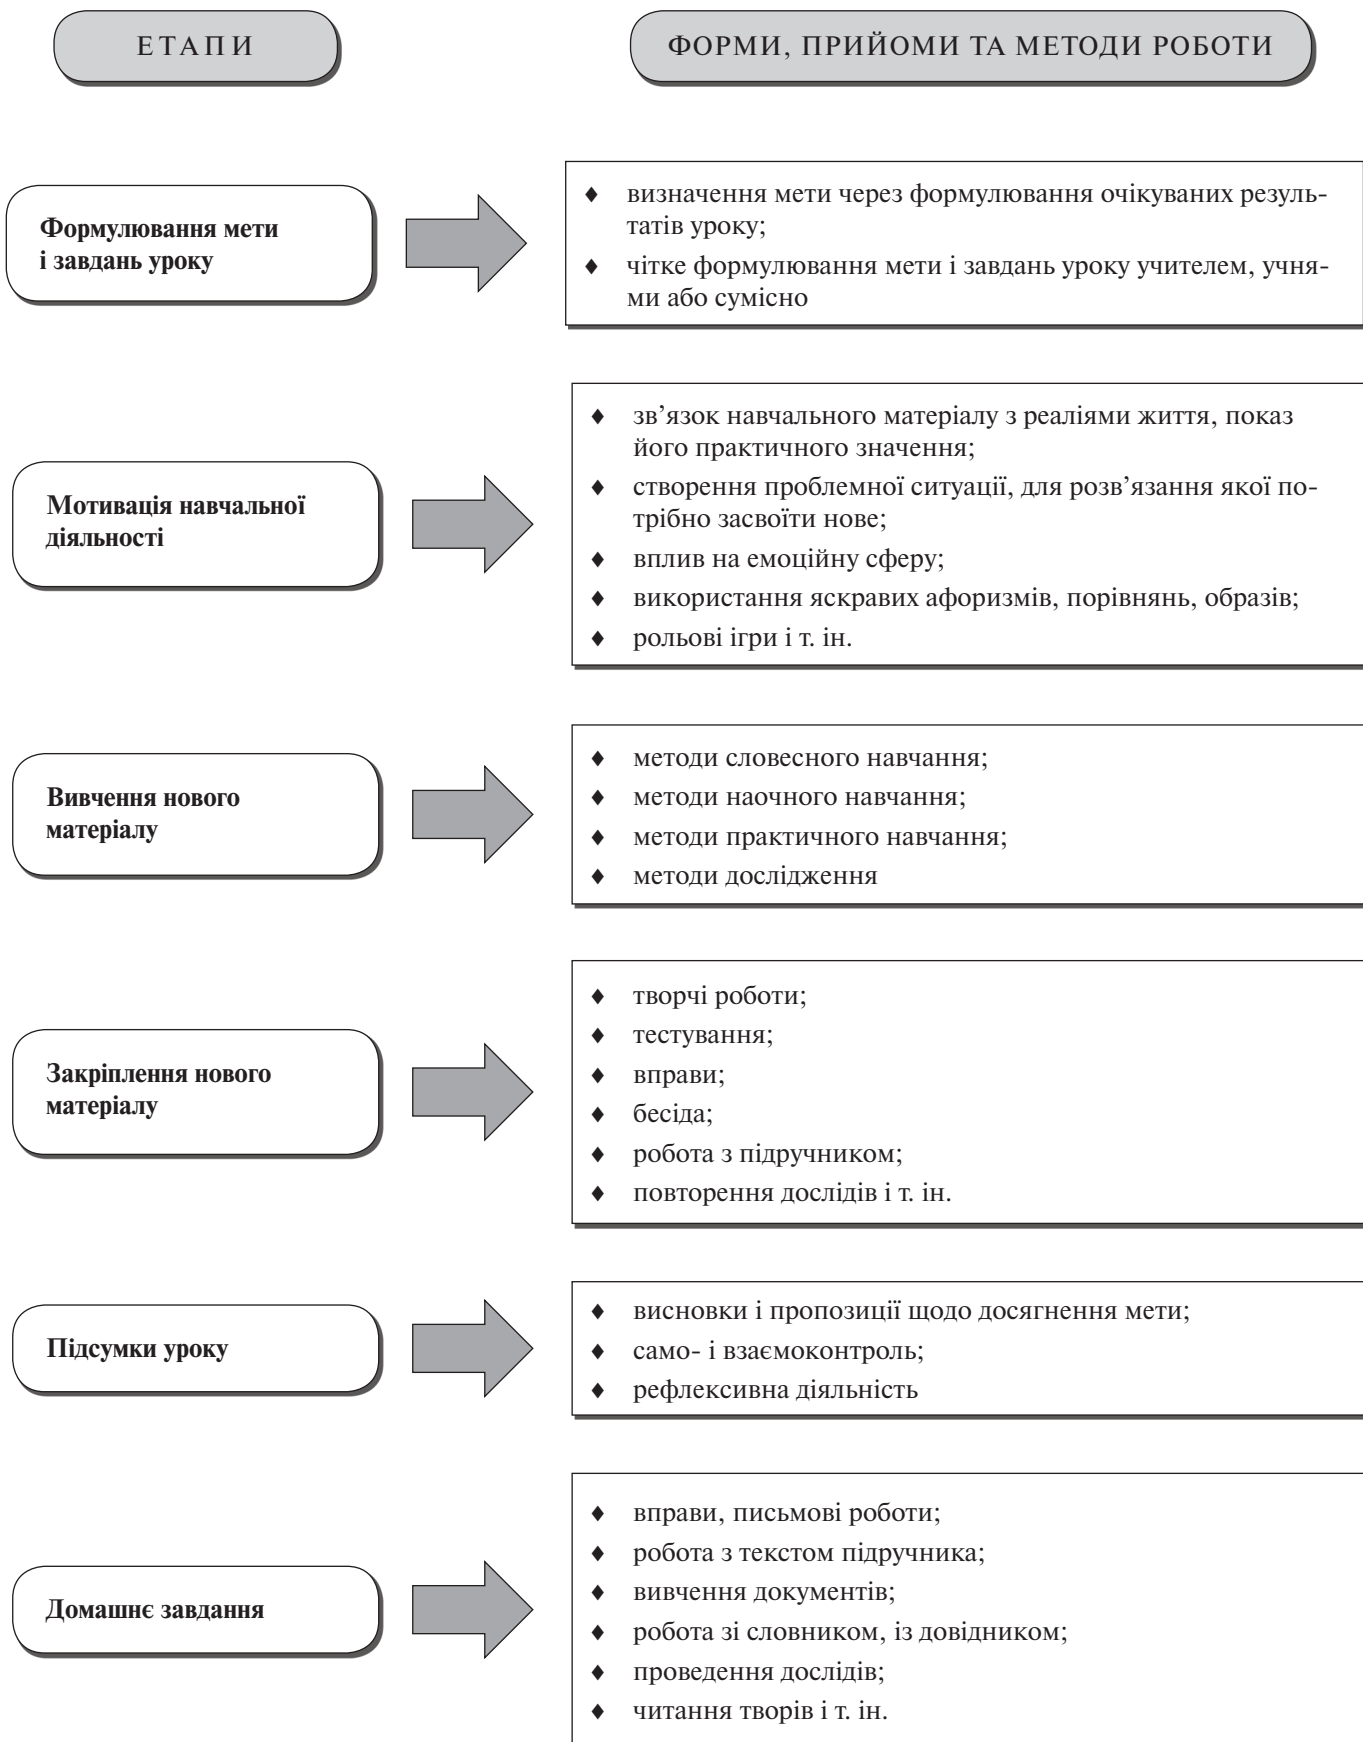 ЕТАПИ
ФОРМИ, ПРИЙОМИ ТА МЕТОДИ РОБОТИ
Формулювання мети
і завдань уроку
♦ визначення мети через формулювання очікуваних резуль-
татів уроку;
♦ чітке формулювання мети і завдань уроку учителем, учня-
ми або сумісно
Мотивація навчальної
діяльності
♦ зв’язок навчального матеріалу з реаліями життя, показ
його практичного значення;
♦ створення проблемної ситуації, для розв’язання якої по-
трібно засвоїти нове;
♦ вплив на емоційну сферу;
♦ використання яскравих афоризмів, порівнянь, образів;
♦ рольові ігри і т. ін.
Вивчення нового
матеріалу
♦ методи словесного навчання;
♦ методи наочного навчання;
♦ методи практичного навчання;
♦ методи дослідження
Закріплення нового
матеріалу
♦ творчі роботи;
♦ тестування;
♦ вправи;
♦ бесіда;
♦ робота з підручником;
♦ повторення дослідів і т. ін.
Підсумки уроку
♦ висновки і пропозиції щодо досягнення мети;
♦ само- і взаємоконтроль;
♦ рефлексивна діяльність
Домашнє завдання
♦ вправи, письмові роботи;
♦ робота з текстом підручника;
♦ вивчення документів;
♦ робота зі словником, із довідником;
♦ проведення дослідів;
♦ читання творів і т. ін.